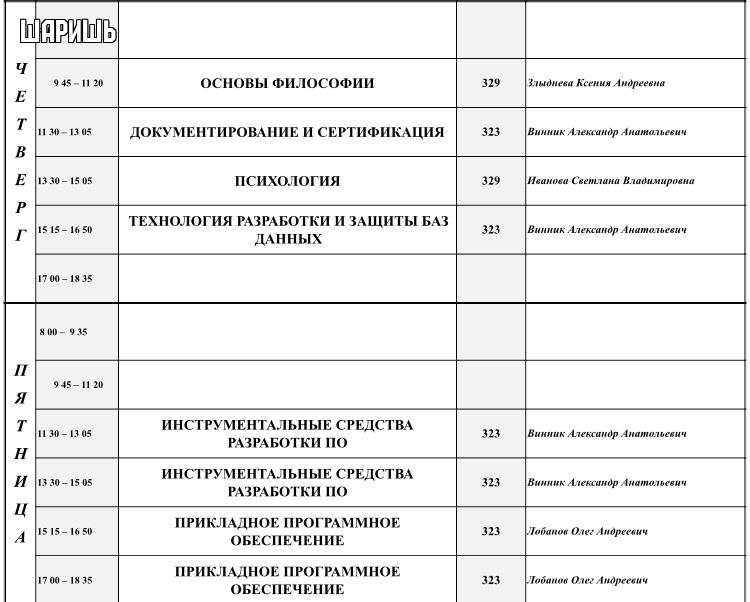 ШАРИШЬ
ЧЕТВЕРГ
9 45 – 11 20 ОСНОВЫ ФИЛОСОФИИ 329 Злыднева Ксения Андреевна
11 30 – 13 05 ДОКУМЕНТИРОВАНИЕ И СЕРТИФИКАЦИЯ 323 Винник Александр Анатольевич
13 30 – 15 05 ПСИХОЛОГИЯ 329 Иванова Светлана Владимировна
15 15 – 16 50 ТЕХНОЛОГИЯ РАЗРАБОТКИ И ЗАЩИТЫ БАЗ
ДАННЫХ 323 Винник Александр Анатольевич
17 00 – 18 35
ПЯТНИЦА
8 00 – 9 35
9 45 – 11 20
11 30 – 13 05 ИНСТРУМЕНТАЛЬНЫЕ СРЕДСТВА
РАЗРАБОТКИ ПО 323 Винник Александр Анатольевич
13 30 – 15 05 ИНСТРУМЕНТАЛЬНЫЕ СРЕДСТВА
РАЗРАБОТКИ ПО 323 Винник Александр Анатольевич
15 15 – 16 50 ПРИКЛАДНОЕ ПРОГРАММНОЕ
ОБЕСПЕЧЕНИЕ 323 Лобанов Олег Андреевич
17 00 – 18 35 ПРИКЛАДНОЕ ПРОГРАММНОЕ
ОБЕСПЕЧЕНИЕ 323 Лобанов Олег Андреевич